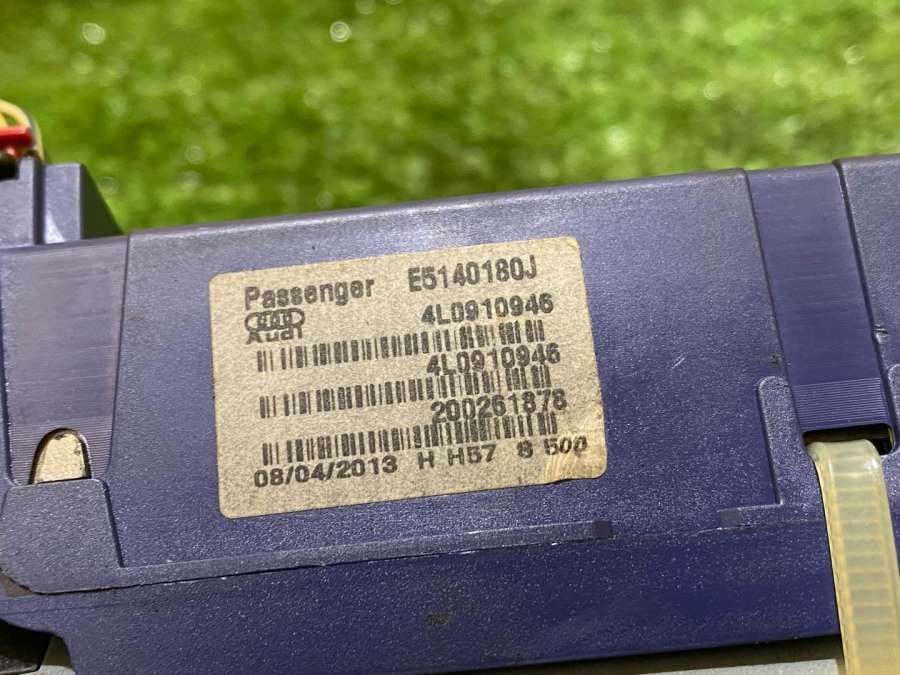 Passenger E5140180J
Audi 4L0910946
4L0910946
200261878
08/04/2013 H H57 8 500